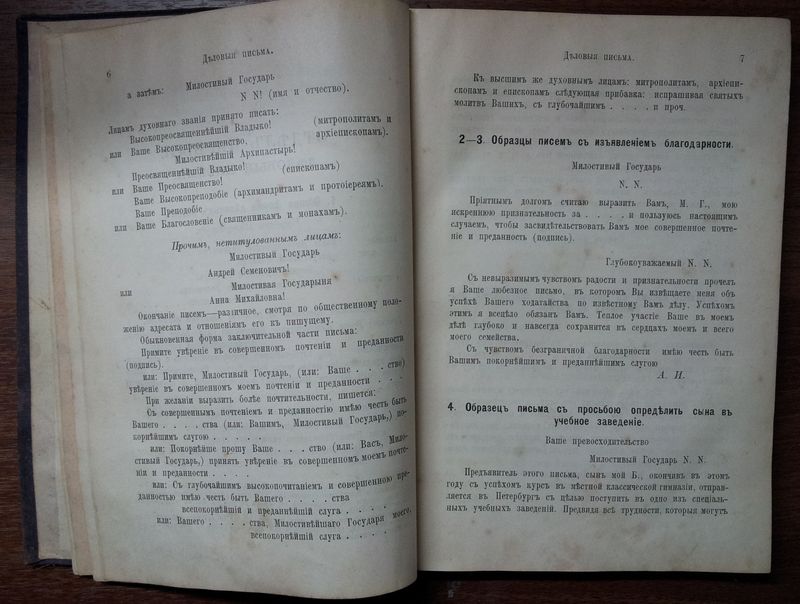 6
Дѣловыя письма.
а затѣмъ: Милостивый Государь
N N! (имя и отчество).
Лицамъ духовнаго званія принято писать:
Высокопреосвященнѣйшій Владыко! (митрополитамъ и
или Ваше Высокопреосвященство, архіепископамъ).
Милостивѣйшій Архипастырь!
Преосвященнѣйшій Владыко! (епископамъ)
или Ваше Преосвященство!
Ваше Высокопреподобіе (архимандритамъ и протоіереямъ).
Ваше Преподобіе
или Ваше Благословеніе (священникамъ и монахамъ).
Прочимъ, нетитулованнымъ лицамъ:
Милостивый Государь
Андрей Семеновичъ!
или Милостивая Государыня
Анна Михайловна!
Окончаніе писемъ—различное, смотря по общественному поло-
женію адресата и отношеніямъ его къ пишущему.
Обыкновенная форма заключительной части письма:
Примите увѣреніе въ совершенномъ почтеніи и преданности
(подпись).
или: Примите, Милостивый Государь, (или: Ваше . . . ство)
увѣреніе въ совершенномъ моемъ почтеніи и преданности . . . .
При желаніи выразить болѣе почтительности, пишется:
Съ совершеннымъ почтеніемъ и преданностію имѣю честь быть
Вашего . . . . ства (или: Вашимъ, Милостивый Государь,) по-
корнѣйшимъ слугою . . . . .
или: Покорнѣйше прошу Ваше . . . ство (или: Васъ, Мило-
стивый Государь,) принять увѣреніе въ совершенномъ моемъ почте-
ніи и преданности . . . . .
или: Съ глубочайшимъ высокопочитаніемъ и совершенною пре-
данностью имѣю честь быть Вашего . . . . ства
всепокорнѣйшій и преданнѣйшій слуга . . . .
или: Вашего . . . . ства, Милостивѣйшаго Государя моего,
всепокорнѣйшій слуга . . . .
Дѣловыя письма.
7
Къ высшимъ же духовнымъ лицамъ: митрополитамъ, архіепи-
скопамъ и епископамъ слѣдующая прибавка: испрашивая святыхъ
молитвъ Вашихъ, съ глубочайшимъ . . . . и проч.
2—3. Образцы писемъ съ изъявленіемъ благодарности.
Милостивый Государь
N. N.
Пріятнымъ долгомъ считаю выразить Вамъ, М. Г., мою
искреннюю признательность за . . . . . и пользуюсь настоящимъ
случаемъ, чтобы засвидѣтельствовать Вамъ мое совершенное почте-
ніе и преданность (подпись).
Глубокоуважаемый N. N.
Съ невыразимымъ чувствомъ радости и признательности прочелъ
я Ваше любезное письмо, въ которомъ Вы извѣщаете меня объ
успѣхѣ Вашего ходатайства по извѣстному Вамъ дѣлу. Успѣхомъ
этимъ я всецѣло обязанъ Вамъ. Теплое участіе Ваше въ моемъ
дѣлѣ глубоко и навсегда сохранится въ сердцахъ моемъ и всего
моего семейства.
Съ чувствомъ безграничной благодарности имѣю честь быть
Вашимъ покорнѣйшимъ и преданнѣйшимъ слугою
А. И.
4. Образецъ письма съ просьбою опредѣлить сына въ
учебное заведеніе.
Ваше превосходительство
Милостивый Государь N. N.
Предъявитель этого письма, сынъ мой Б., окончивъ въ этомъ
году съ успѣхомъ курсъ въ мѣстной классической гимназіи, отправ-
ляется въ Петербургъ съ цѣлью поступить въ одно изъ спеціаль-
ныхъ учебныхъ заведеній. Предвидя всѣ трудности, которыя могутъ